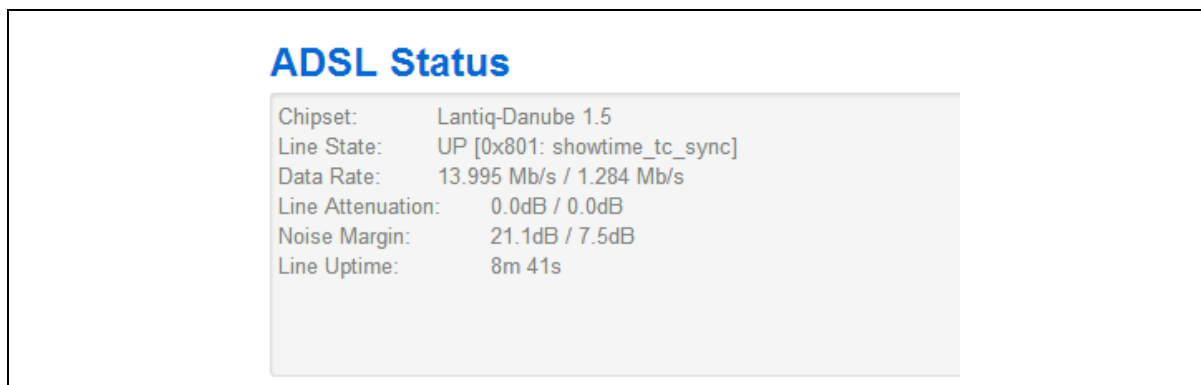 ADSL Status
Chipset: Lantiq-Danube 1.5
Line State: UP [0x801: showtime_tc_sync]
Data Rate: 13.995 Mb/s / 1.284 Mb/s
Line Attenuation: 0.0dB / 0.0dB
Noise Margin: 21.1dB / 7.5dB
Line Uptime: 8m 41s